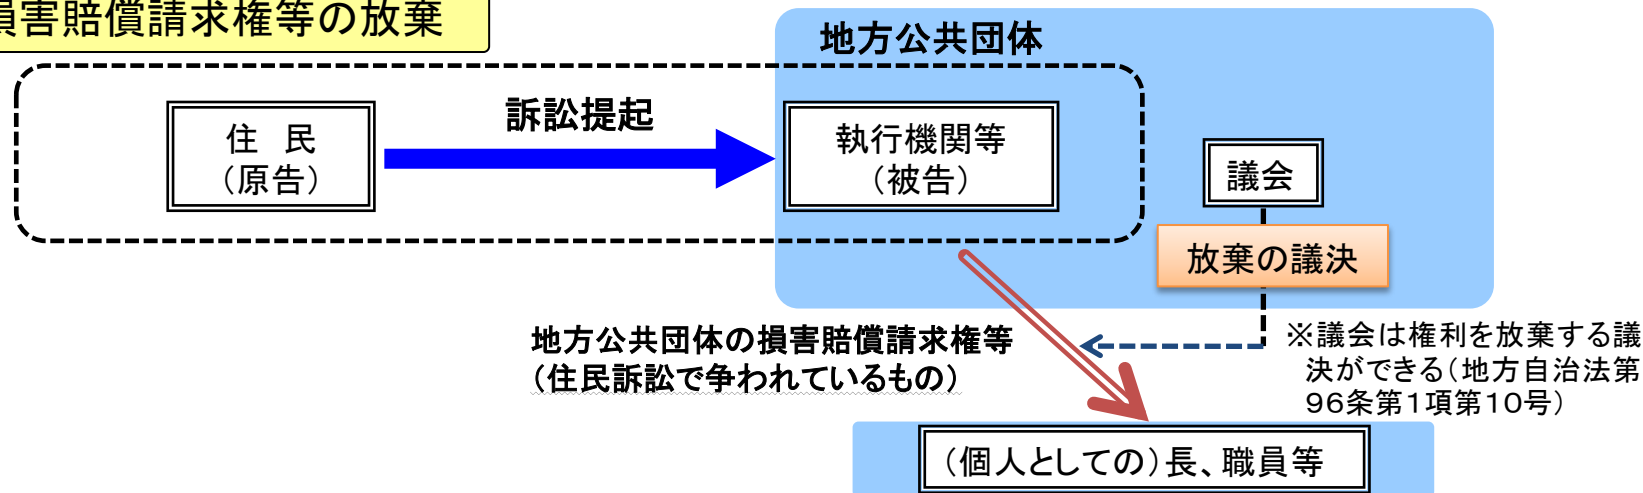 損害賠償請求権等の放棄
地方公共団体
訴訟提起
住　民
（原告）
執行機関等
（被告）
議会
放棄の議決
地方公共団体の損害賠償請求権等
（住民訴訟で争われているもの）
※議会は権利を放棄する議
決ができる（地方自治法第
96条第1項第10号）
（個人としての）長、職員等